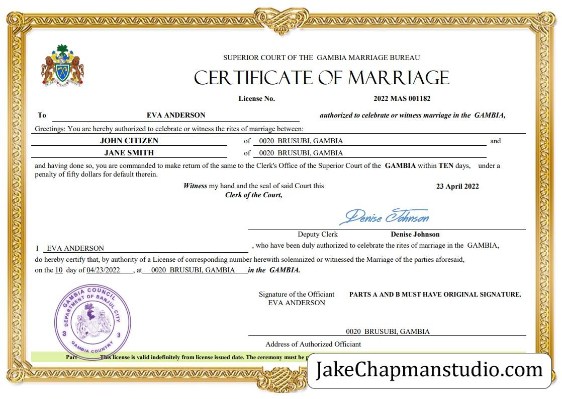 SUPERIOR COURT OF THE GAMBIA MARRIAGE BUREAU
CERTIFICATE OF MARRIAGE
License No. 2022 MAS 001182
To EVA ANDERSON authorized to celebrate or witness marriage in the GAMBIA,
Greetings: You are hereby authorized to celebrate or witness the rites of marriage between:
JOHN CITIZEN of 0020 BRUSUBI, GAMBIA and
JANE SMITH of 0020 BRUSUBI, GAMBIA
and having done so, you are commanded to make return of the same to the Clerk's Office of the Superior Court of the GAMBIA within TEN days, under a
penalty of fifty dollars for default therein.
Witness my hand and the seal of said Court this 23 April 2022
Clerk of the Court,
Denise Johnson
Deputy Clerk Denise Johnson
I EVA ANDERSON , who have been duly authorized to celebrate the rites of marriage in the GAMBIA,
do hereby certify that, by authority of a License of corresponding number herewith solemnized or witnessed the Marriage of the parties aforesaid,
on the 10 day of 04/23/2022 , at 0020 BRUSUBI, GAMBIA in the GAMBIA.
GAMBIA COUNCIL
DEPARTMENT OF BANJUL CITY
GAMBIA COUNTRY
Signature of the Officiant PARTS A AND B MUST HAVE ORIGINAL SIGNATURE.
EVA ANDERSON
0020 BRUSUBI, GAMBIA
Address of Authorized Officiant
This license is valid indefinitely from license issued date. The ceremony must be
JakeChapmanstudio.com